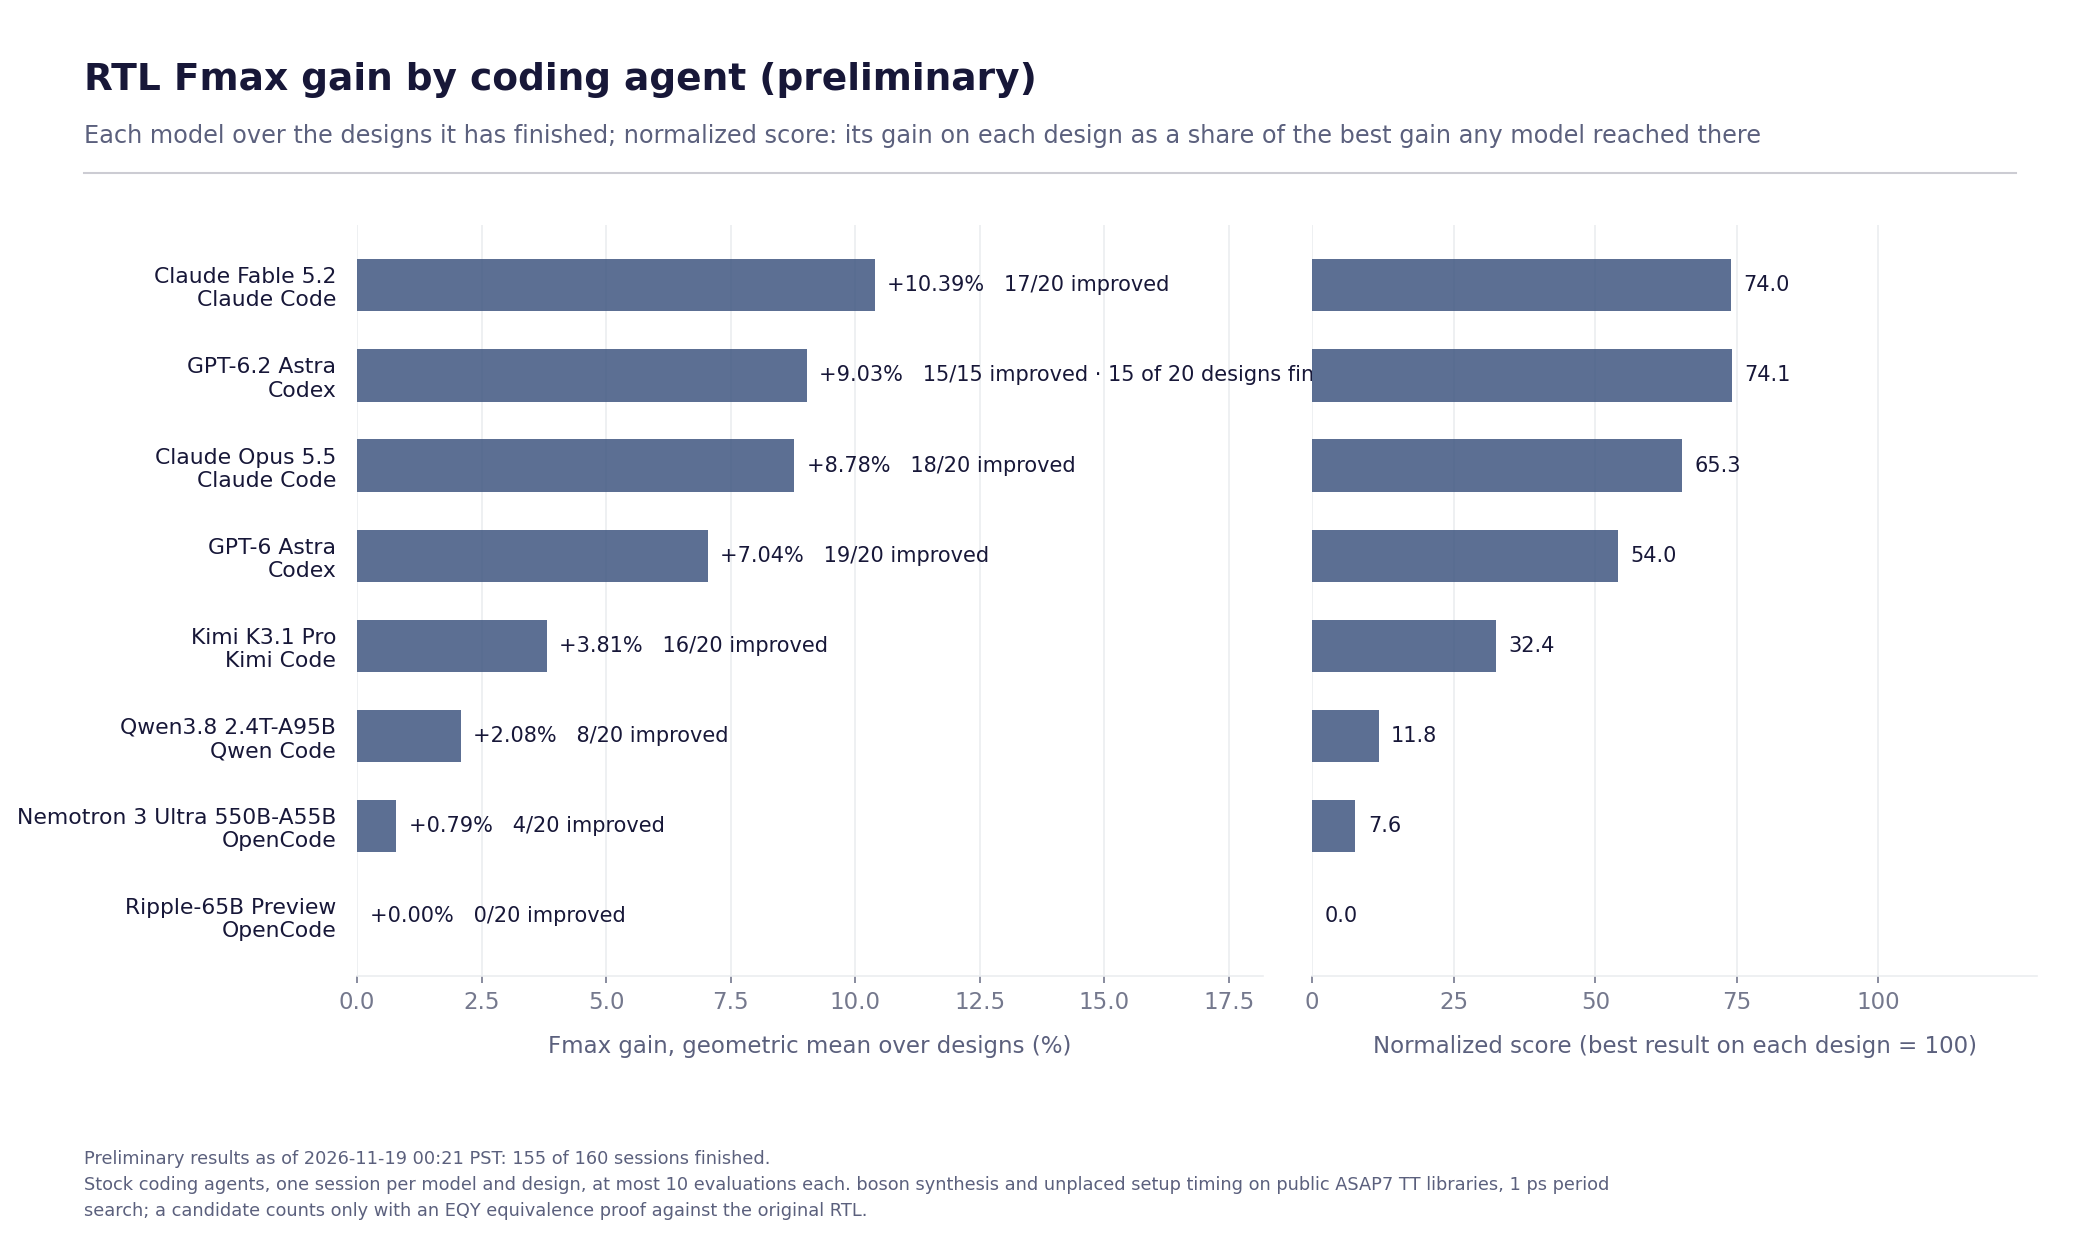 RTL Fmax gain by coding agent (preliminary)
Each model over the designs it has finished; normalized score: its gain on each design as a share of the best gain any model reached there
Claude Fable 5.2
Claude Code
+10.39%   17/20 improved
74.0
GPT-6.2 Astra
Codex
+9.03%   15/15 improved · 15 of 20 designs fin
74.1
Claude Opus 5.5
Claude Code
+8.78%   18/20 improved
65.3
GPT-6 Astra
Codex
+7.04%   19/20 improved
54.0
Kimi K3.1 Pro
Kimi Code
+3.81%   16/20 improved
32.4
Qwen3.8 2.4T-A95B
Qwen Code
+2.08%   8/20 improved
11.8
Nemotron 3 Ultra 550B-A55B
OpenCode
+0.79%   4/20 improved
7.6
Ripple-65B Preview
OpenCode
+0.00%   0/20 improved
0.0
0.0 2.5 5.0 7.5 10.0 12.5 15.0 17.5
0 25 50 75 100
Fmax gain, geometric mean over designs (%)
Normalized score (best result on each design = 100)
Preliminary results as of 2026-11-19 00:21 PST: 155 of 160 sessions finished.
Stock coding agents, one session per model and design, at most 10 evaluations each. boson synthesis and unplaced setup timing on public ASAP7 TT libraries, 1 ps period
search; a candidate counts only with an EQY equivalence proof against the original RTL.